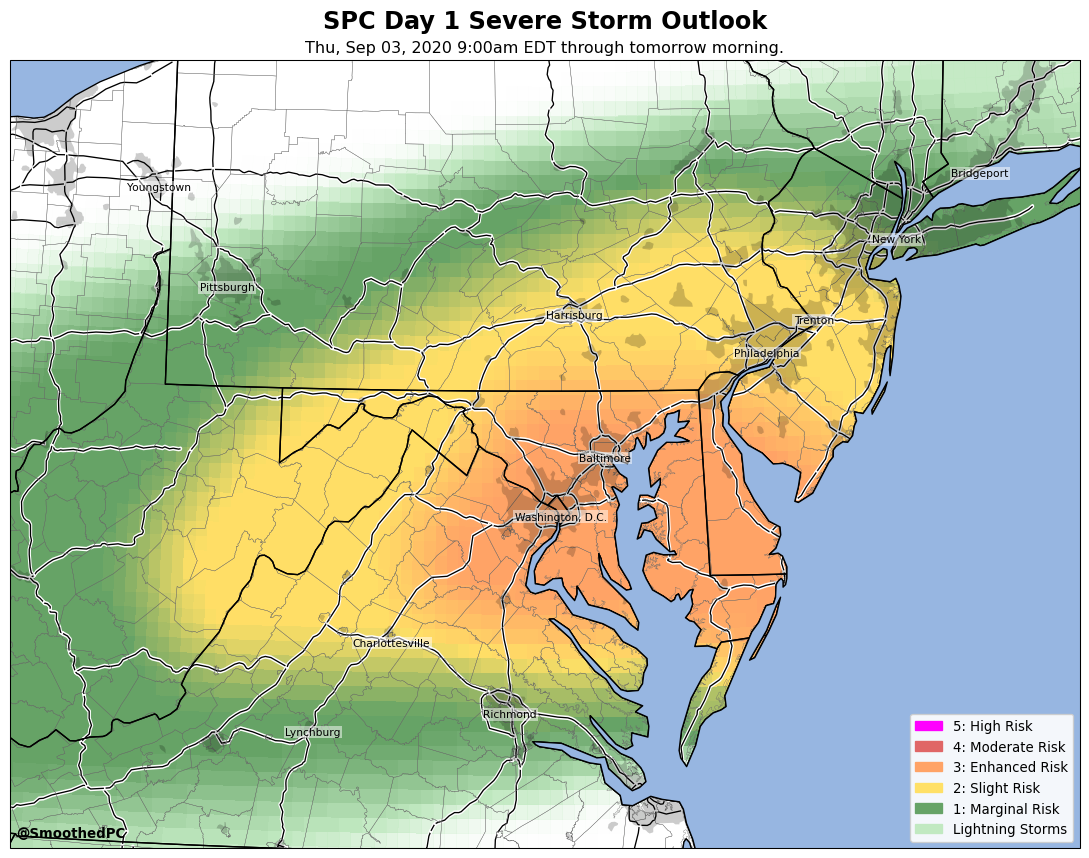 SPC Day 1 Severe Storm Outlook
Thu, Sep 03, 2020 9:00am EDT through tomorrow morning.
Bridgeport
Youngstown
New York
Pittsburgh
Harrisburg
Trenton
Philadelphia
Baltimore
Washington, D.C.
Charlottesville
Richmond
Lynchburg
5: High Risk
4: Moderate Risk
3: Enhanced Risk
2: Slight Risk
1: Marginal Risk
Lightning Storms
@SmoothedPC